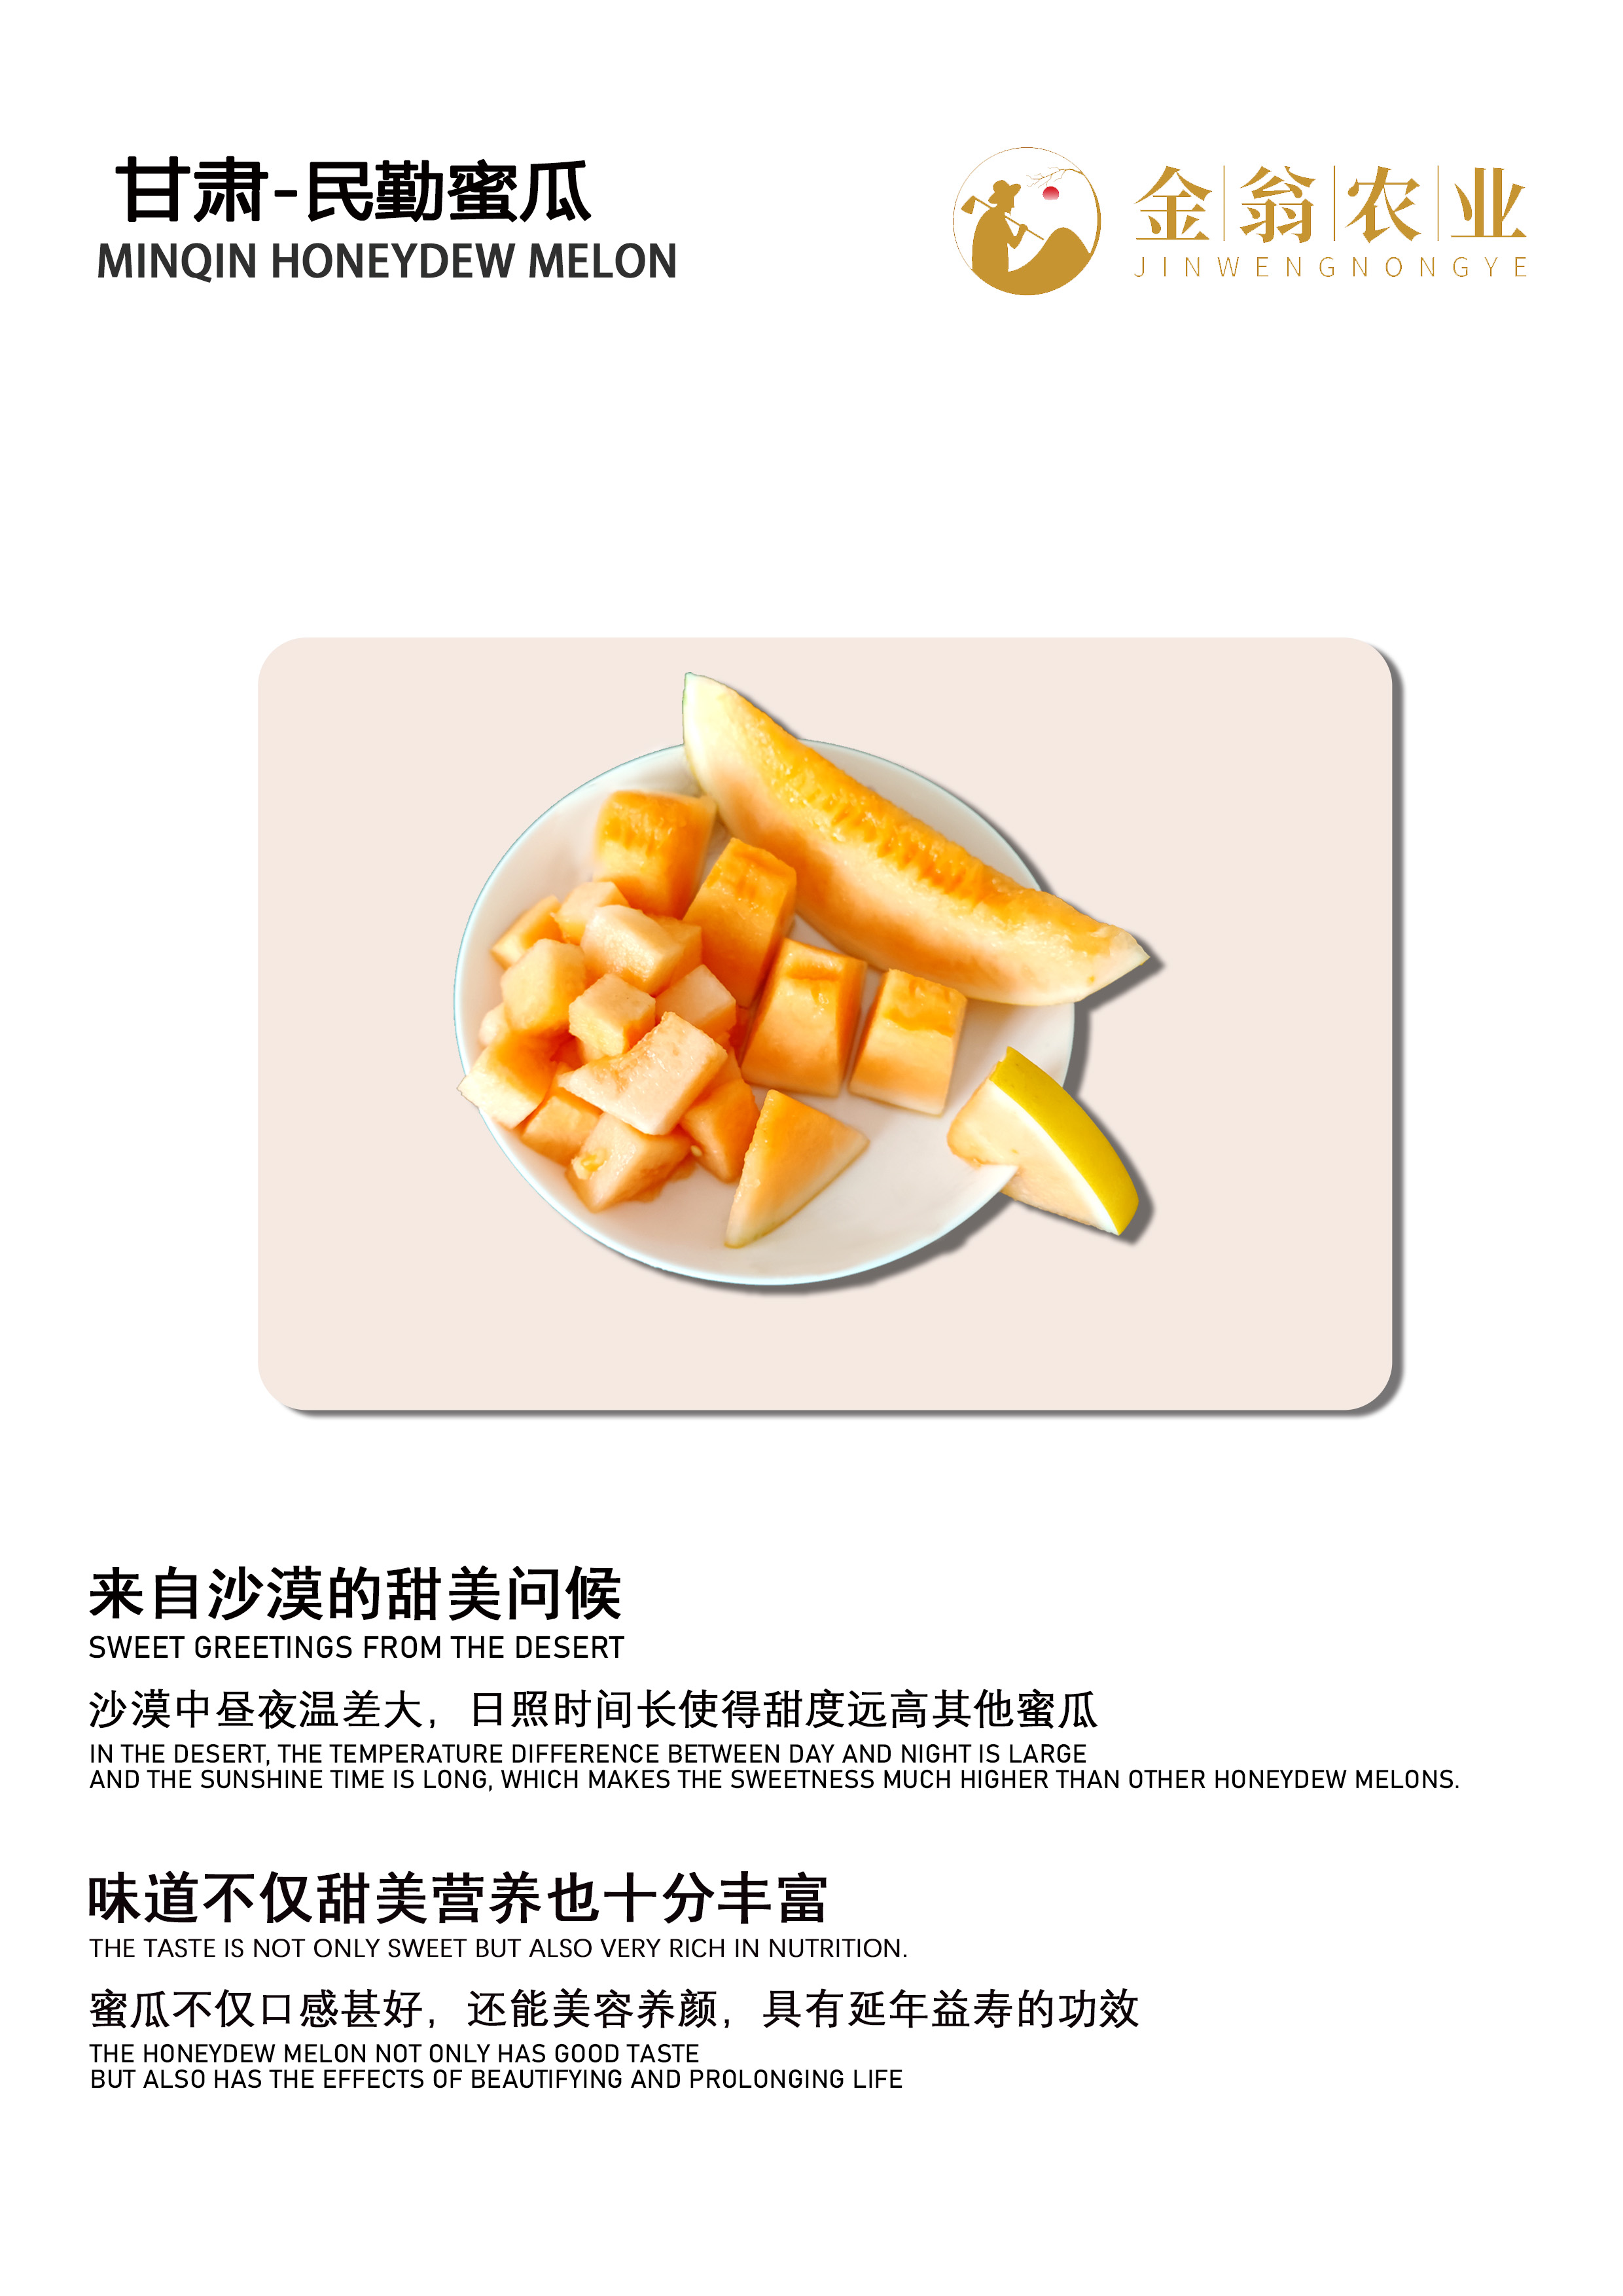 甘肃-民勤蜜瓜
MINQIN HONEYDEW MELON
金翁农业
JINWENGNONGYE
来自沙漠的甜美问候
SWEET GREETINGS FROM THE DESERT
沙漠中昼夜温差大，日照时间长使得甜度远高其他蜜瓜
IN THE DESERT, THE TEMPERATURE DIFFERENCE BETWEEN DAY AND NIGHT IS LARGE
AND THE SUNSHINE TIME IS LONG, WHICH MAKES THE SWEETNESS MUCH HIGHER THAN OTHER HONEYDEW MELONS.
味道不仅甜美营养也十分丰富
THE TASTE IS NOT ONLY SWEET BUT ALSO VERY RICH IN NUTRITION.
蜜瓜不仅口感甚好，还能美容养颜，具有延年益寿的功效
THE HONEYDEW MELON NOT ONLY HAS GOOD TASTE
BUT ALSO HAS THE EFFECTS OF BEAUTIFYING AND PROLONGING LIFE